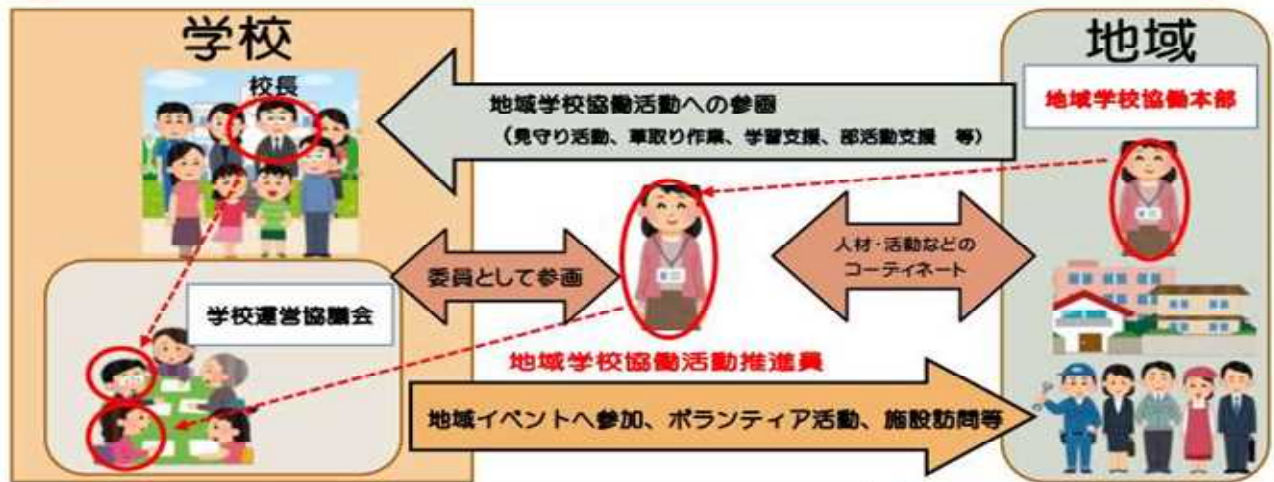 学校
校長
学校運営協議会
地域学校協働活動への参画
（見守り活動、草取り作業、学習支援、部活動支援　等）
委員として参画
地域学校協働活動推進員
人材・活動などの
コーディネート
地域イベントへ参加、ボランティア活動、施設訪問等
地域
地域学校協働本部